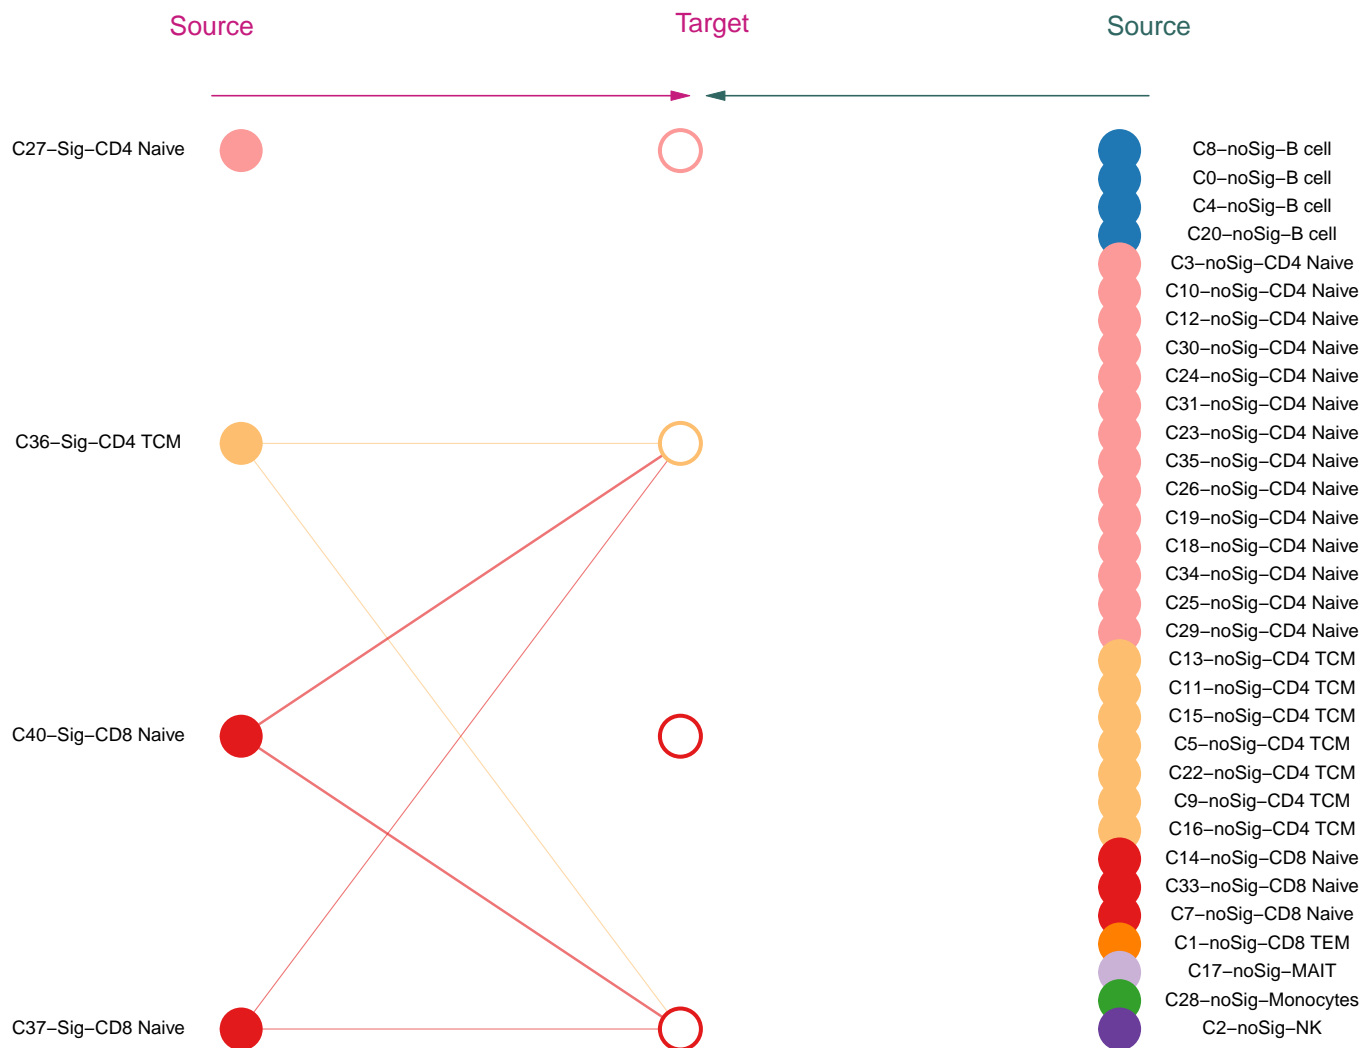 Source
Target
Source
C27−Sig−CD4 Naive
C36−Sig−CD4 TCM
C40−Sig−CD8 Naive
C37−Sig−CD8 Naive
C8−noSig−B cell
C0−noSig−B cell
C4−noSig−B cell
C20−noSig−B cell
C3−noSig−CD4 Naive
C10−noSig−CD4 Naive
C12−noSig−CD4 Naive
C30−noSig−CD4 Naive
C24−noSig−CD4 Naive
C31−noSig−CD4 Naive
C23−noSig−CD4 Naive
C35−noSig−CD4 Naive
C26−noSig−CD4 Naive
C19−noSig−CD4 Naive
C18−noSig−CD4 Naive
C34−noSig−CD4 Naive
C25−noSig−CD4 Naive
C29−noSig−CD4 Naive
C13−noSig−CD4 TCM
C11−noSig−CD4 TCM
C15−noSig−CD4 TCM
C5−noSig−CD4 TCM
C22−noSig−CD4 TCM
C9−noSig−CD4 TCM
C16−noSig−CD4 TCM
C14−noSig−CD8 Naive
C33−noSig−CD8 Naive
C7−noSig−CD8 Naive
C1−noSig−CD8 TEM
C17−noSig−MAIT
C28−noSig−Monocytes
C2−noSig−NK